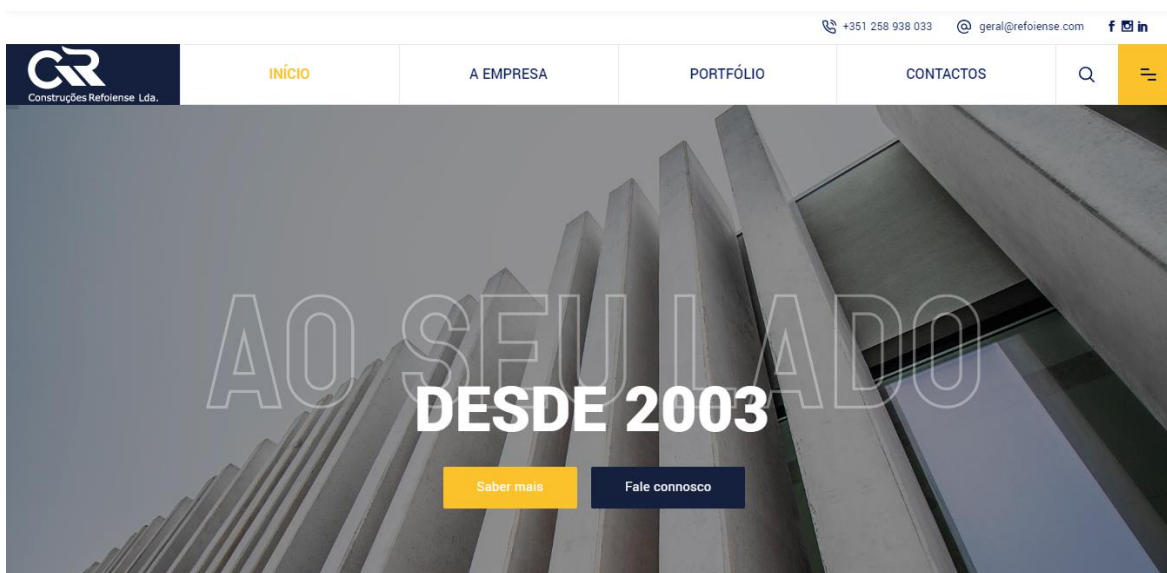 +351 258 938 033 geral@refoiense.com
CR
Construções Refoiense Lda.
INÍCIO A EMPRESA PORTFÓLIO CONTACTOS
AO SEU LADO
DESDE 2003
Saber mais Fale connosco